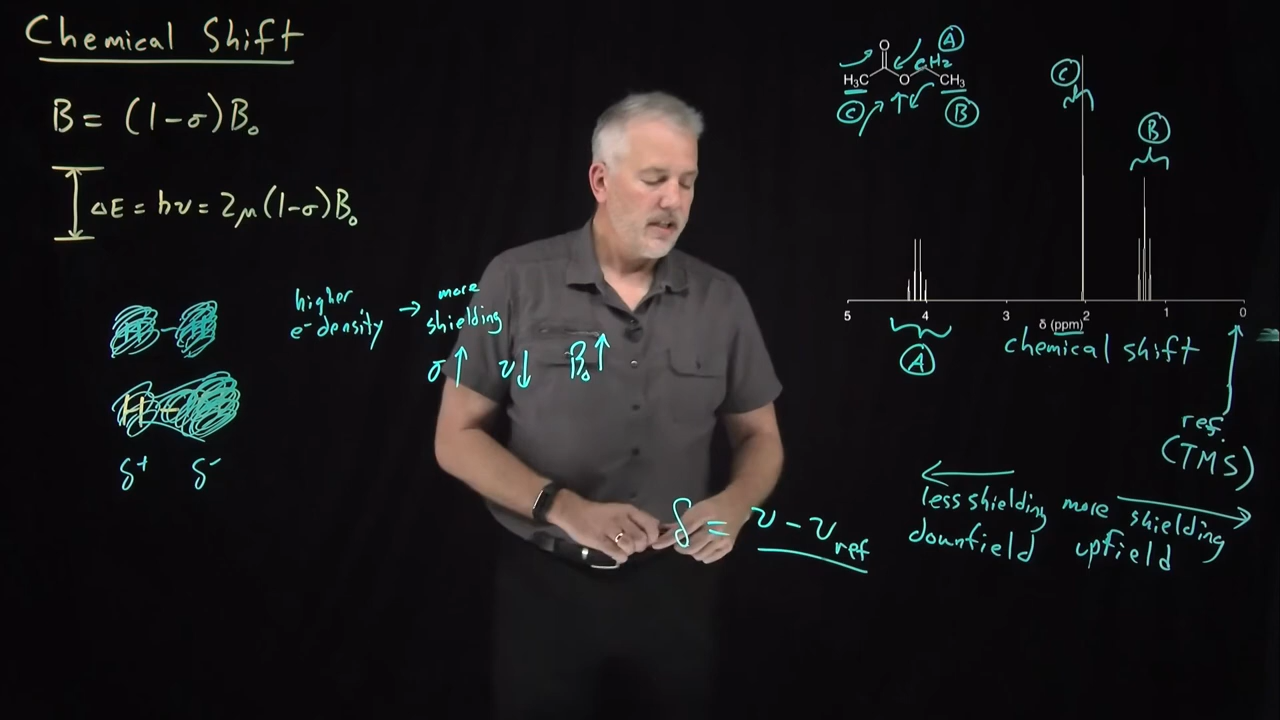 Chemical Shift
B = (1-σ)B₀
ΔE = hν = 2μ(1-σ)B₀
H-H
H-
δ+ δ-
higher
e⁻density
→ more
shielding
σ↑ ν↓ B₀↑
δ = ν - ν ref
O
H₃C O CH₂ CH₃
A
C
B
C
B
5 4 3 2 1 0
δ (ppm)
A
chemical shift
ref.
(TMS)
less shielding
downfield
more shielding
upfield